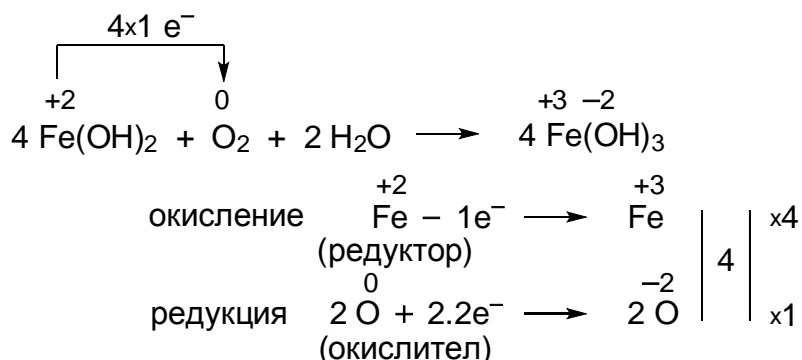 4x1 e⁻
+2 0 +3 –2
4 Fe(OH)₂ + O₂ + 2 H₂O → 4 Fe(OH)₃
+2 +3
окисление Fe – 1e⁻ → Fe x4
(редуктор) 4
0 –2
редукция 2 O + 2.2e⁻ → 2 O x1
(окислител)